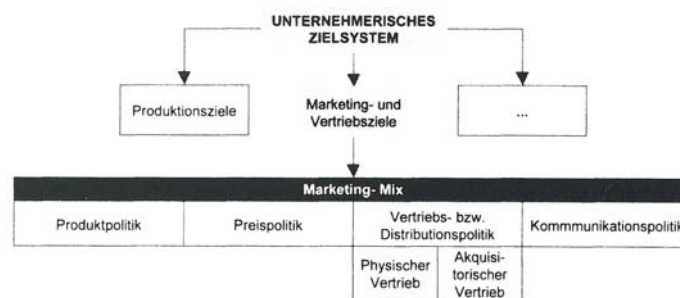 UNTERNEHMERISCHES
ZIELSYSTEM
Produktionsziele
Marketing- und
Vertriebsziele
...
Marketing- Mix
Produktpolitik
Preispolitik
Vertriebs- bzw.
Distributionspolitik
Kommmunikationspolitik
Physischer
Vertrieb
Akquisi-
torischer
Vertrieb